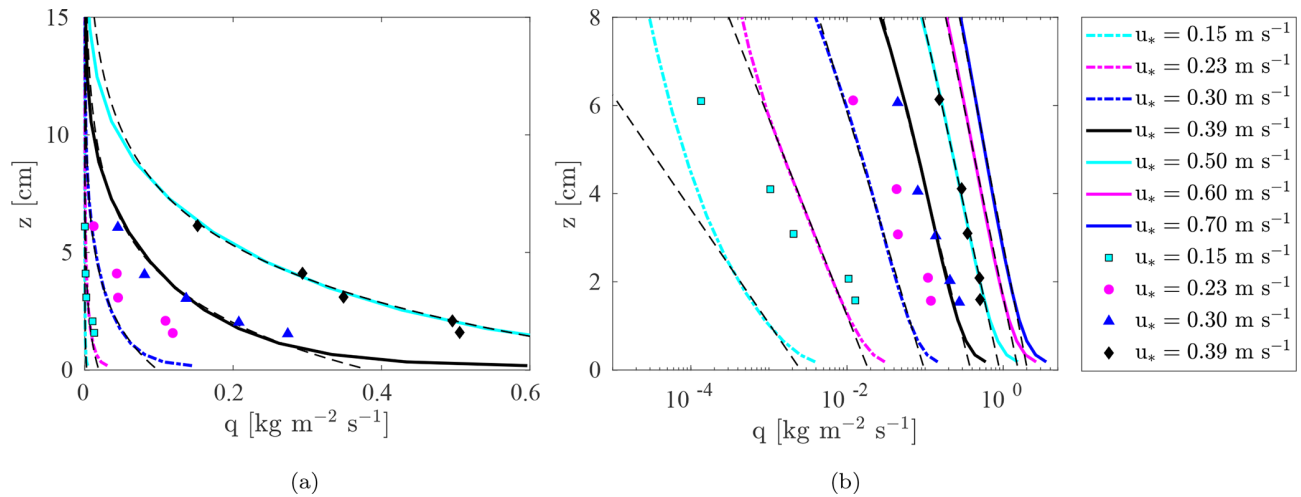 15
10
5
0
z [cm]
0
0.2
0.4
0.6
q [kg m⁻² s⁻¹]
(a)
8
6
4
2
0
z [cm]
10⁻⁴
10⁻²
10⁰
q [kg m⁻² s⁻¹]
(b)
u* = 0.15 m s⁻¹
u* = 0.23 m s⁻¹
u* = 0.30 m s⁻¹
u* = 0.39 m s⁻¹
u* = 0.50 m s⁻¹
u* = 0.60 m s⁻¹
u* = 0.70 m s⁻¹
u* = 0.15 m s⁻¹
u* = 0.23 m s⁻¹
u* = 0.30 m s⁻¹
u* = 0.39 m s⁻¹